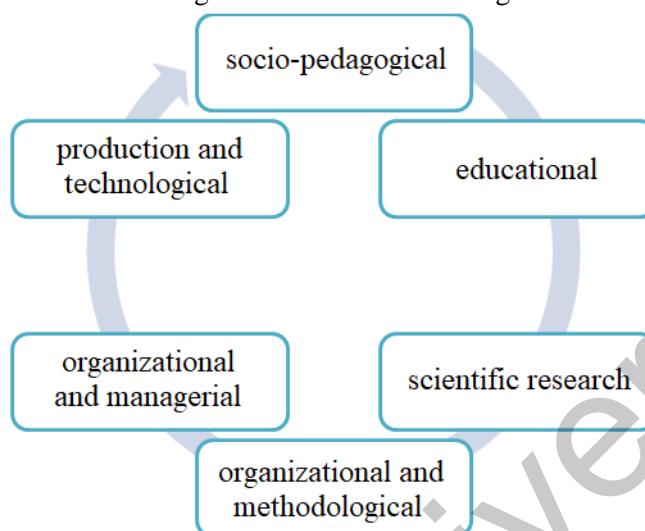 socio-pedagogical
educational
scientific research
organizational and
methodological
organizational
and managerial
production and
technological